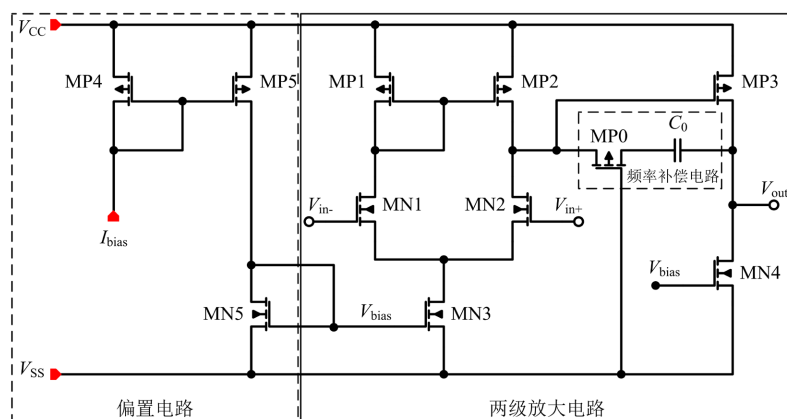 VCC
MP4
MP5
MP1
MP2
MP3
MP0
C0
频率补偿电路
Vin-
MN1
MN2
Vin+
Vout
Ibias
Vbias
MN4
MN5
Vbias
MN3
VSS
偏置电路
两级放大电路